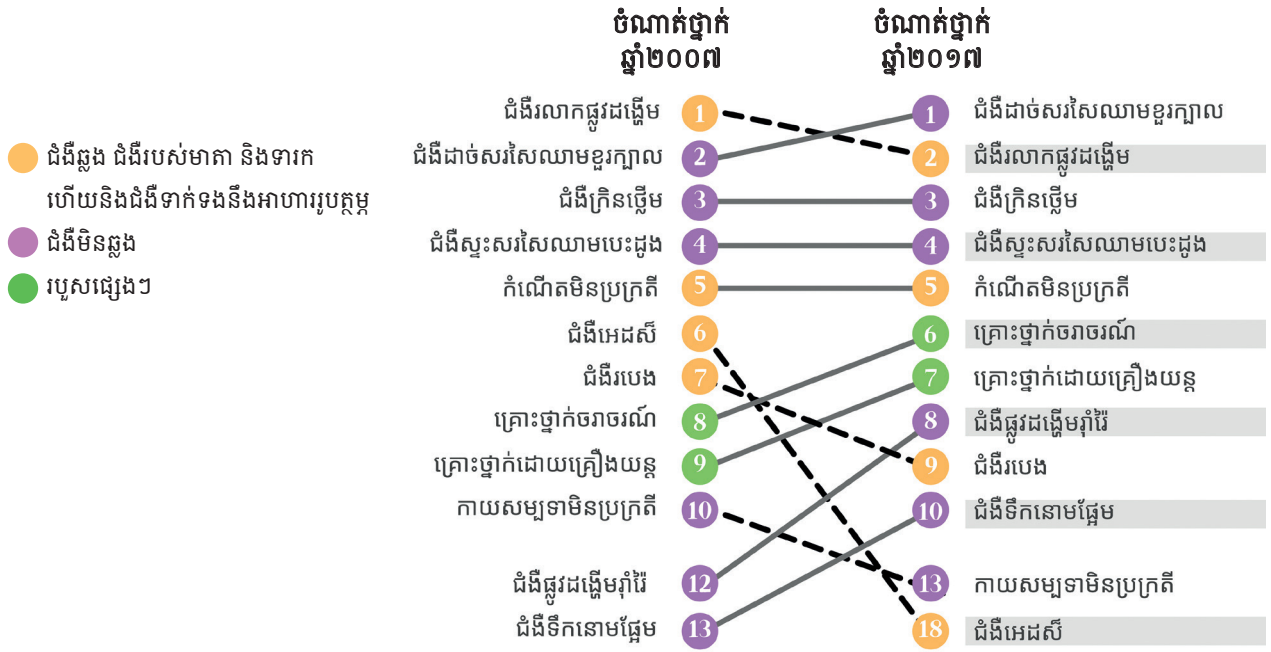 ចំណាត់ថ្នាក់
ឆ្នាំ២០០៧
ចំណាត់ថ្នាក់
ឆ្នាំ២០១៧
ជំងឺឆ្លង ជំងឺរបស់មាតា និងទារក
ហើយនិងជំងឺទាក់ទងនឹងអាហាររូបត្ថម្ភ
ជំងឺមិនឆ្លង
របួសផ្សេងៗ
ជំងឺរលាកផ្លូវដង្ហើម 1 1 ជំងឺដាច់សរសៃឈាមខួរក្បាល
ជំងឺដាច់សរសៃឈាមខួរក្បាល 2 2 ជំងឺរលាកផ្លូវដង្ហើម
ជំងឺក្រិនថ្លើម 3 3 ជំងឺក្រិនថ្លើម
ជំងឺស្ទះសរសៃឈាមបេះដូង 4 4 ជំងឺស្ទះសរសៃឈាមបេះដូង
កំណើតមិនប្រក្រតី 5 5 កំណើតមិនប្រក្រតី
ជំងឺអេដស៏ 6 6 គ្រោះថ្នាក់ចរាចរណ៍
ជំងឺរបេង 7 7 គ្រោះថ្នាក់ដោយគ្រឿងយន្ត
គ្រោះថ្នាក់ចរាចរណ៍ 8 8 ជំងឺផ្លូវដង្ហើមរ៉ាំរ៉ៃ
គ្រោះថ្នាក់ដោយគ្រឿងយន្ត 9 9 ជំងឺរបេង
កាយសម្បទាមិនប្រក្រតី 10 10 ជំងឺទឹកនោមផ្អែម
ជំងឺផ្លូវដង្ហើមរ៉ាំរ៉ៃ 12 13 កាយសម្បទាមិនប្រក្រតី
ជំងឺទឹកនោមផ្អែម 13 18 ជំងឺអេដស៏